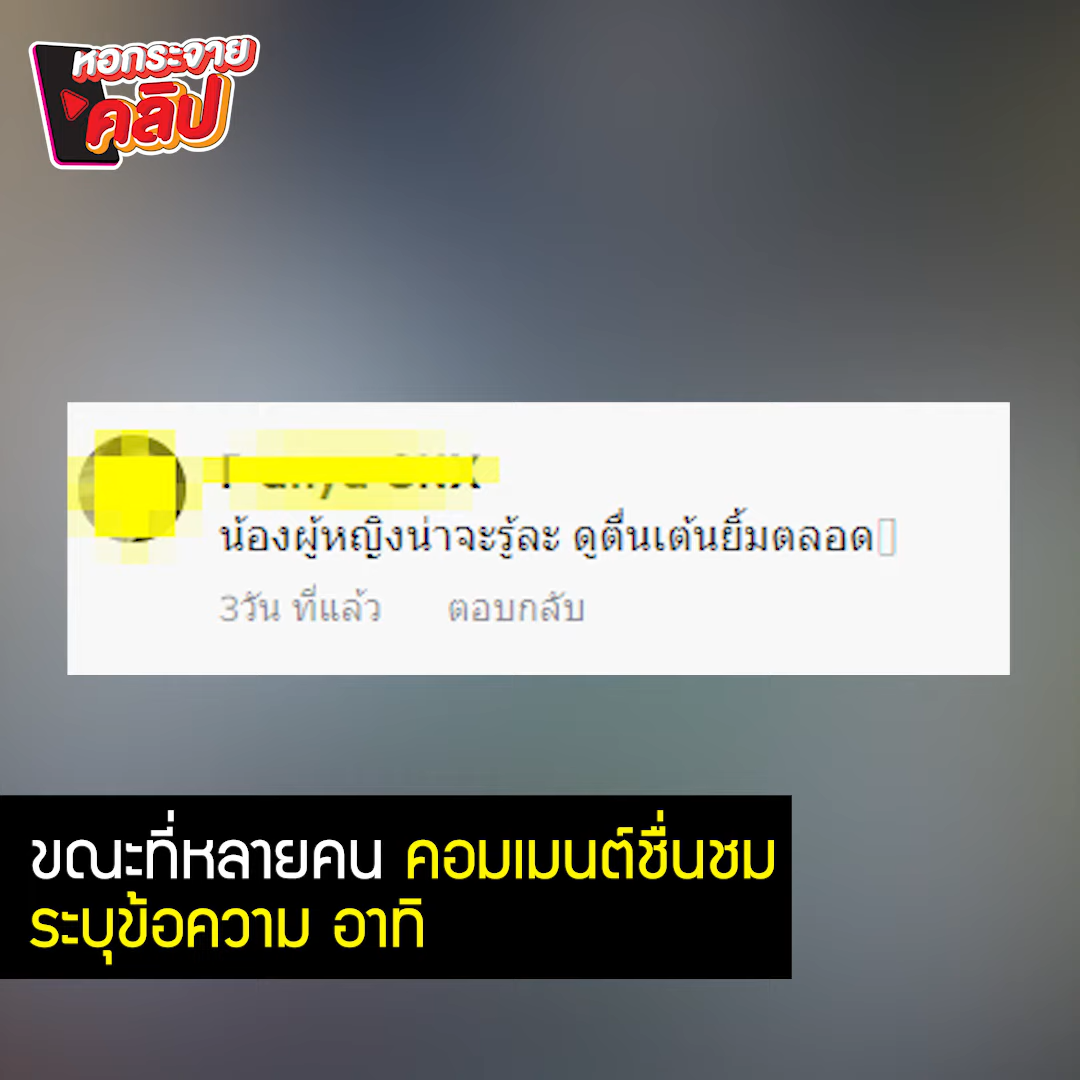 หอกระจาย
คลิป
น้องผู้หญิงน่าจะรู้ละ ดูตื่นเต้นยิ้มตลอด
3วัน ที่แล้ว ตอบกลับ
ขณะที่หลายคน คอมเมนต์ชื่นชม
ระบุข้อความ อาทิ